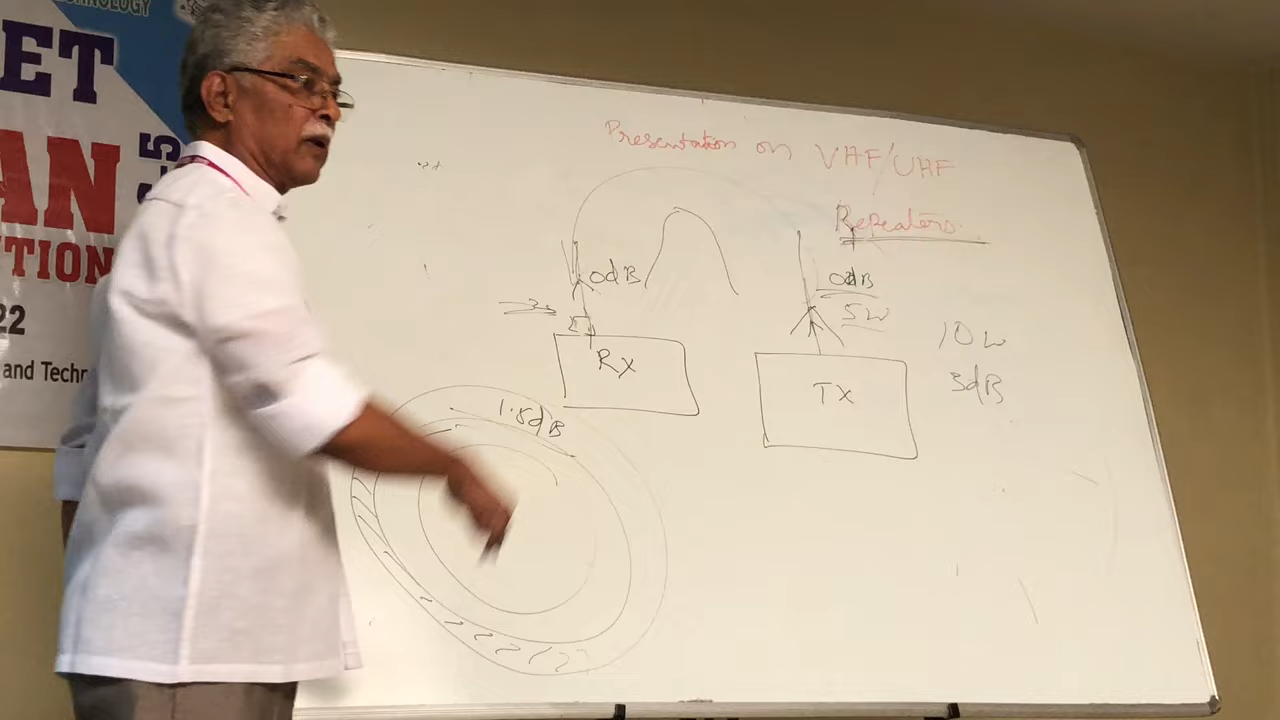 TECHNOLOGY
ET
AN
TION
22
and Techn
Presentation on VHF/UHF
Repeaters
0dB
0dB
5W
10W
3dB
Rx
TX
1.5dB